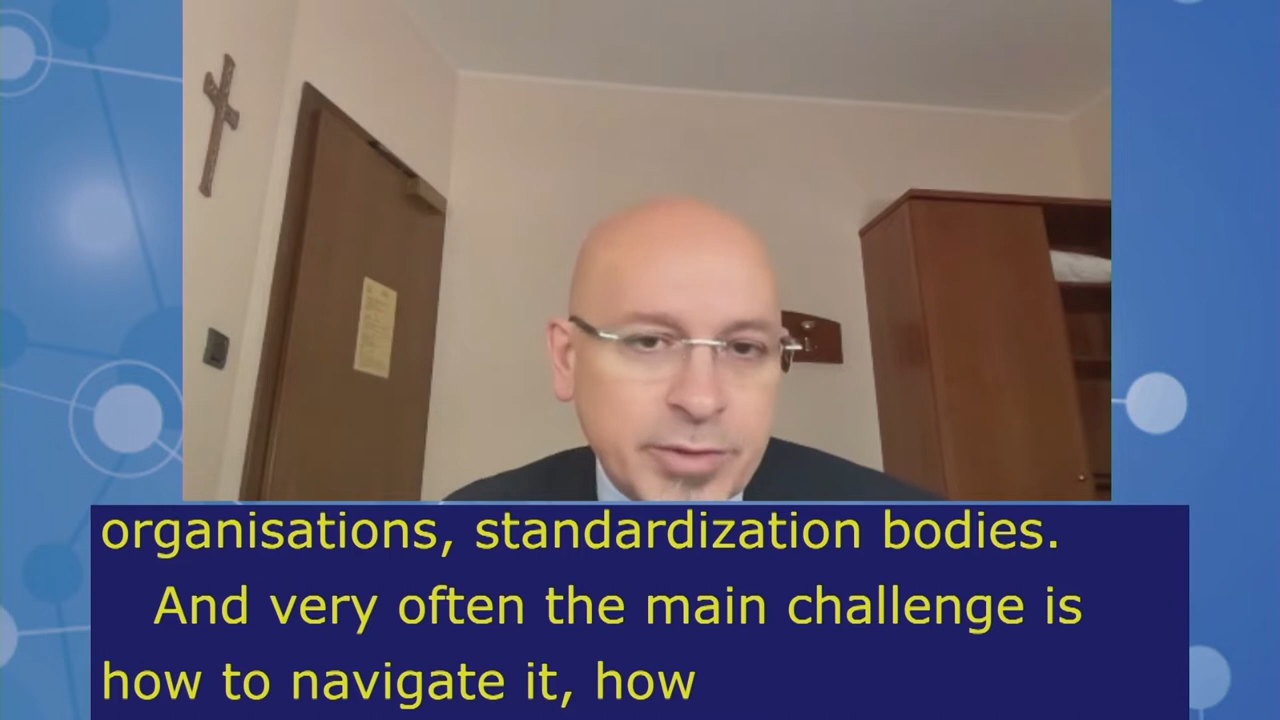 organisations, standardization bodies.
And very often the main challenge is
how to navigate it, how